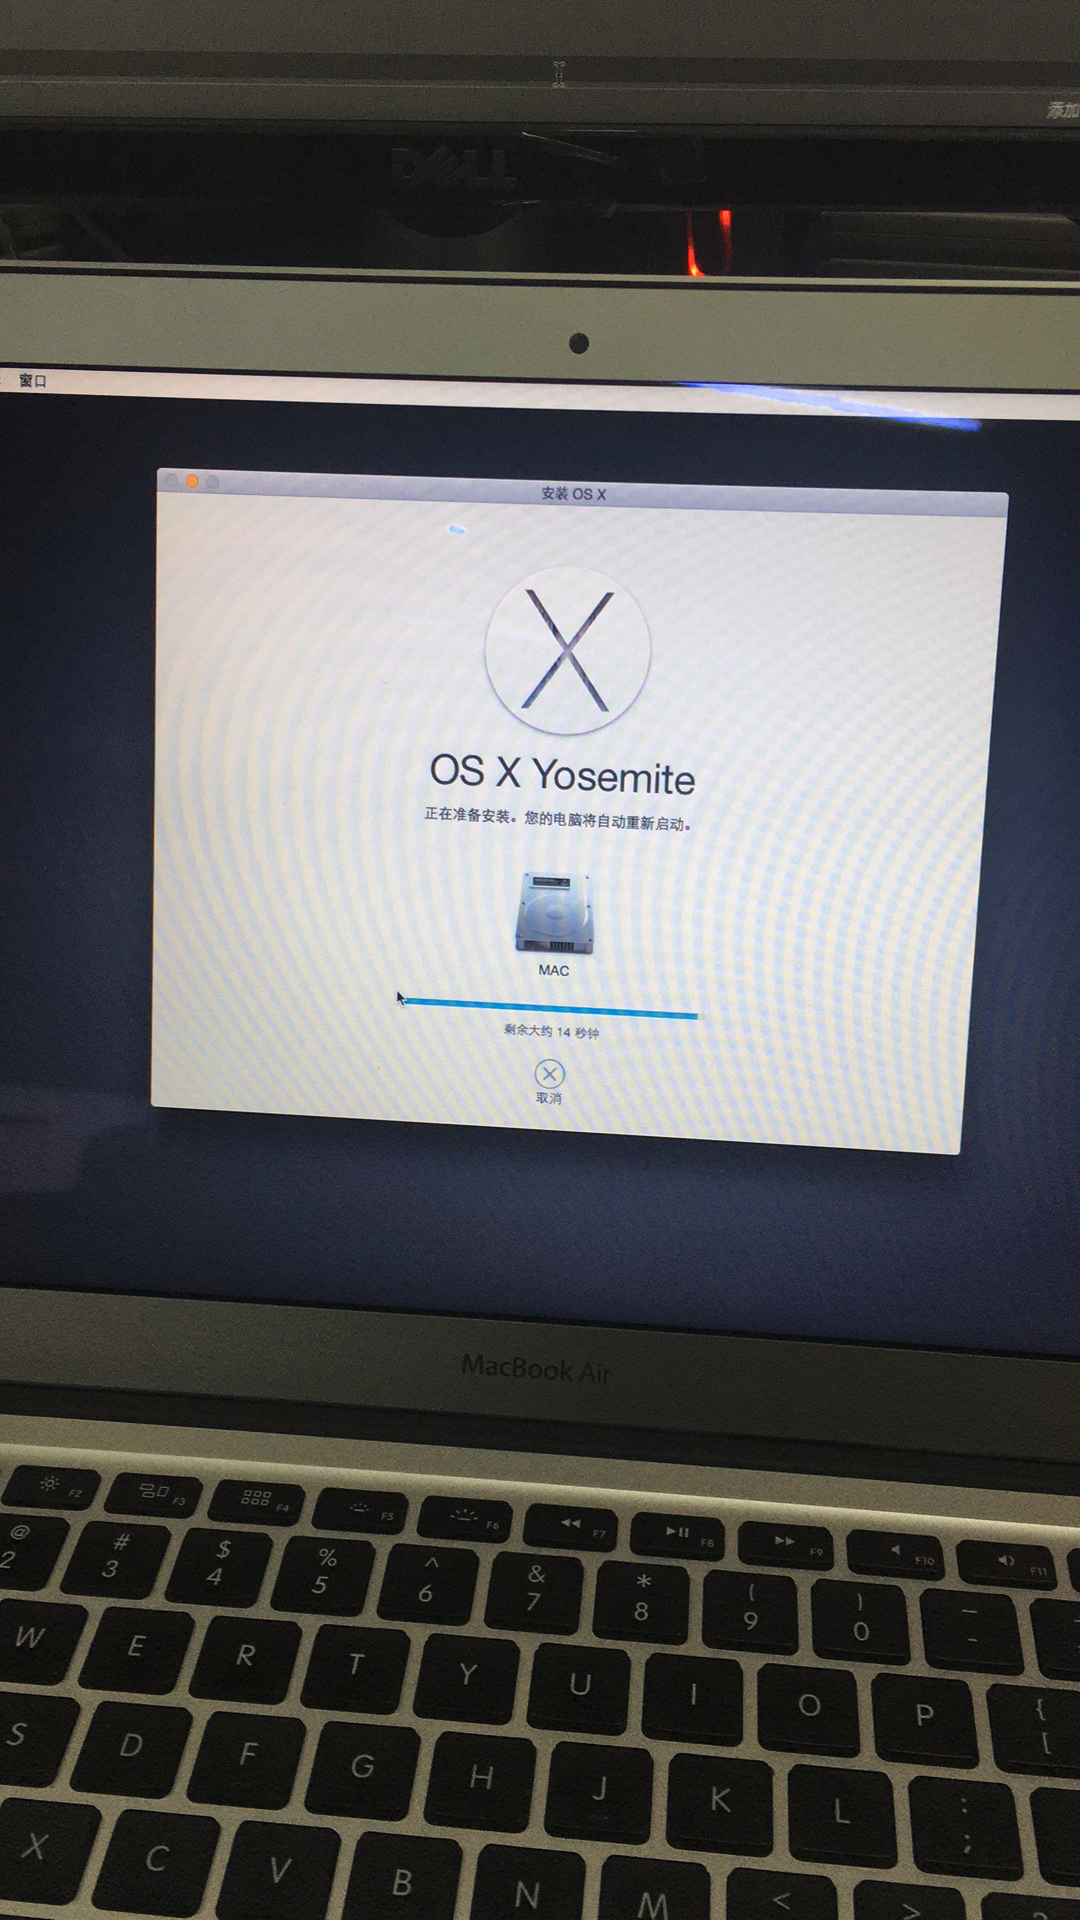 添加
DELL
窗口
安装 OS X
OS X Yosemite
正在准备安装。您的电脑将自动重新启动。
MAC
剩余大约 14 秒钟
取消
MacBook Air
F2 F3 F4 F5 F6 F7 F8 F9 F10 F11
@ # $ % ^ & * ( ) _
2 3 4 5 6 7 8 9 0 -
W E R T Y U I O P { [
S D F G H J K L : ;
X C V B N M < >